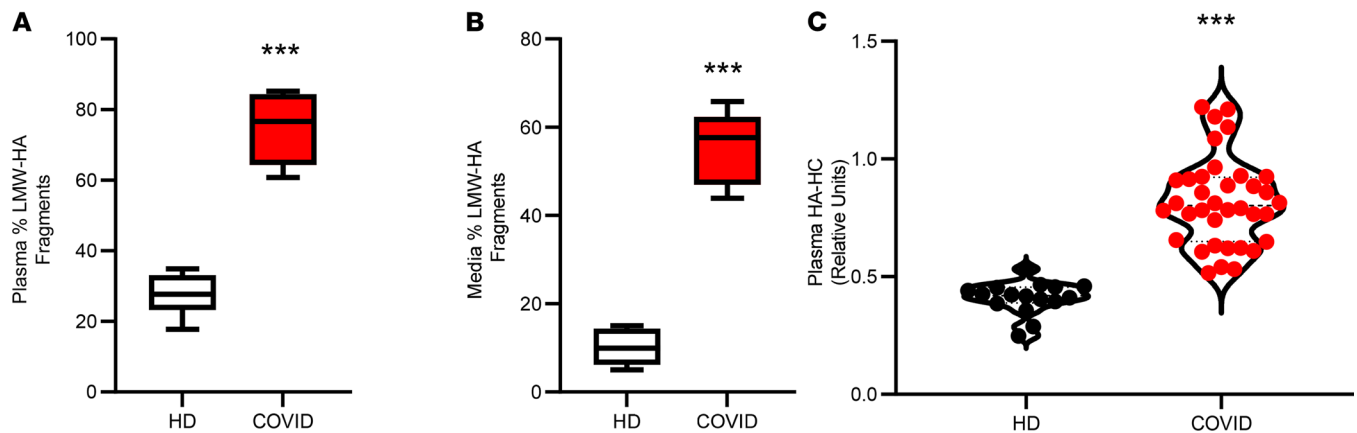 A
Plasma % LMW-HA
Fragments
100
80
60
40
20
0
***
HD
COVID
B
Media % LMW-HA
Fragments
80
60
40
20
0
***
HD
COVID
C
Plasma HA-HC
(Relative Units)
1.5
1.0
0.5
0.0
***
HD
COVID